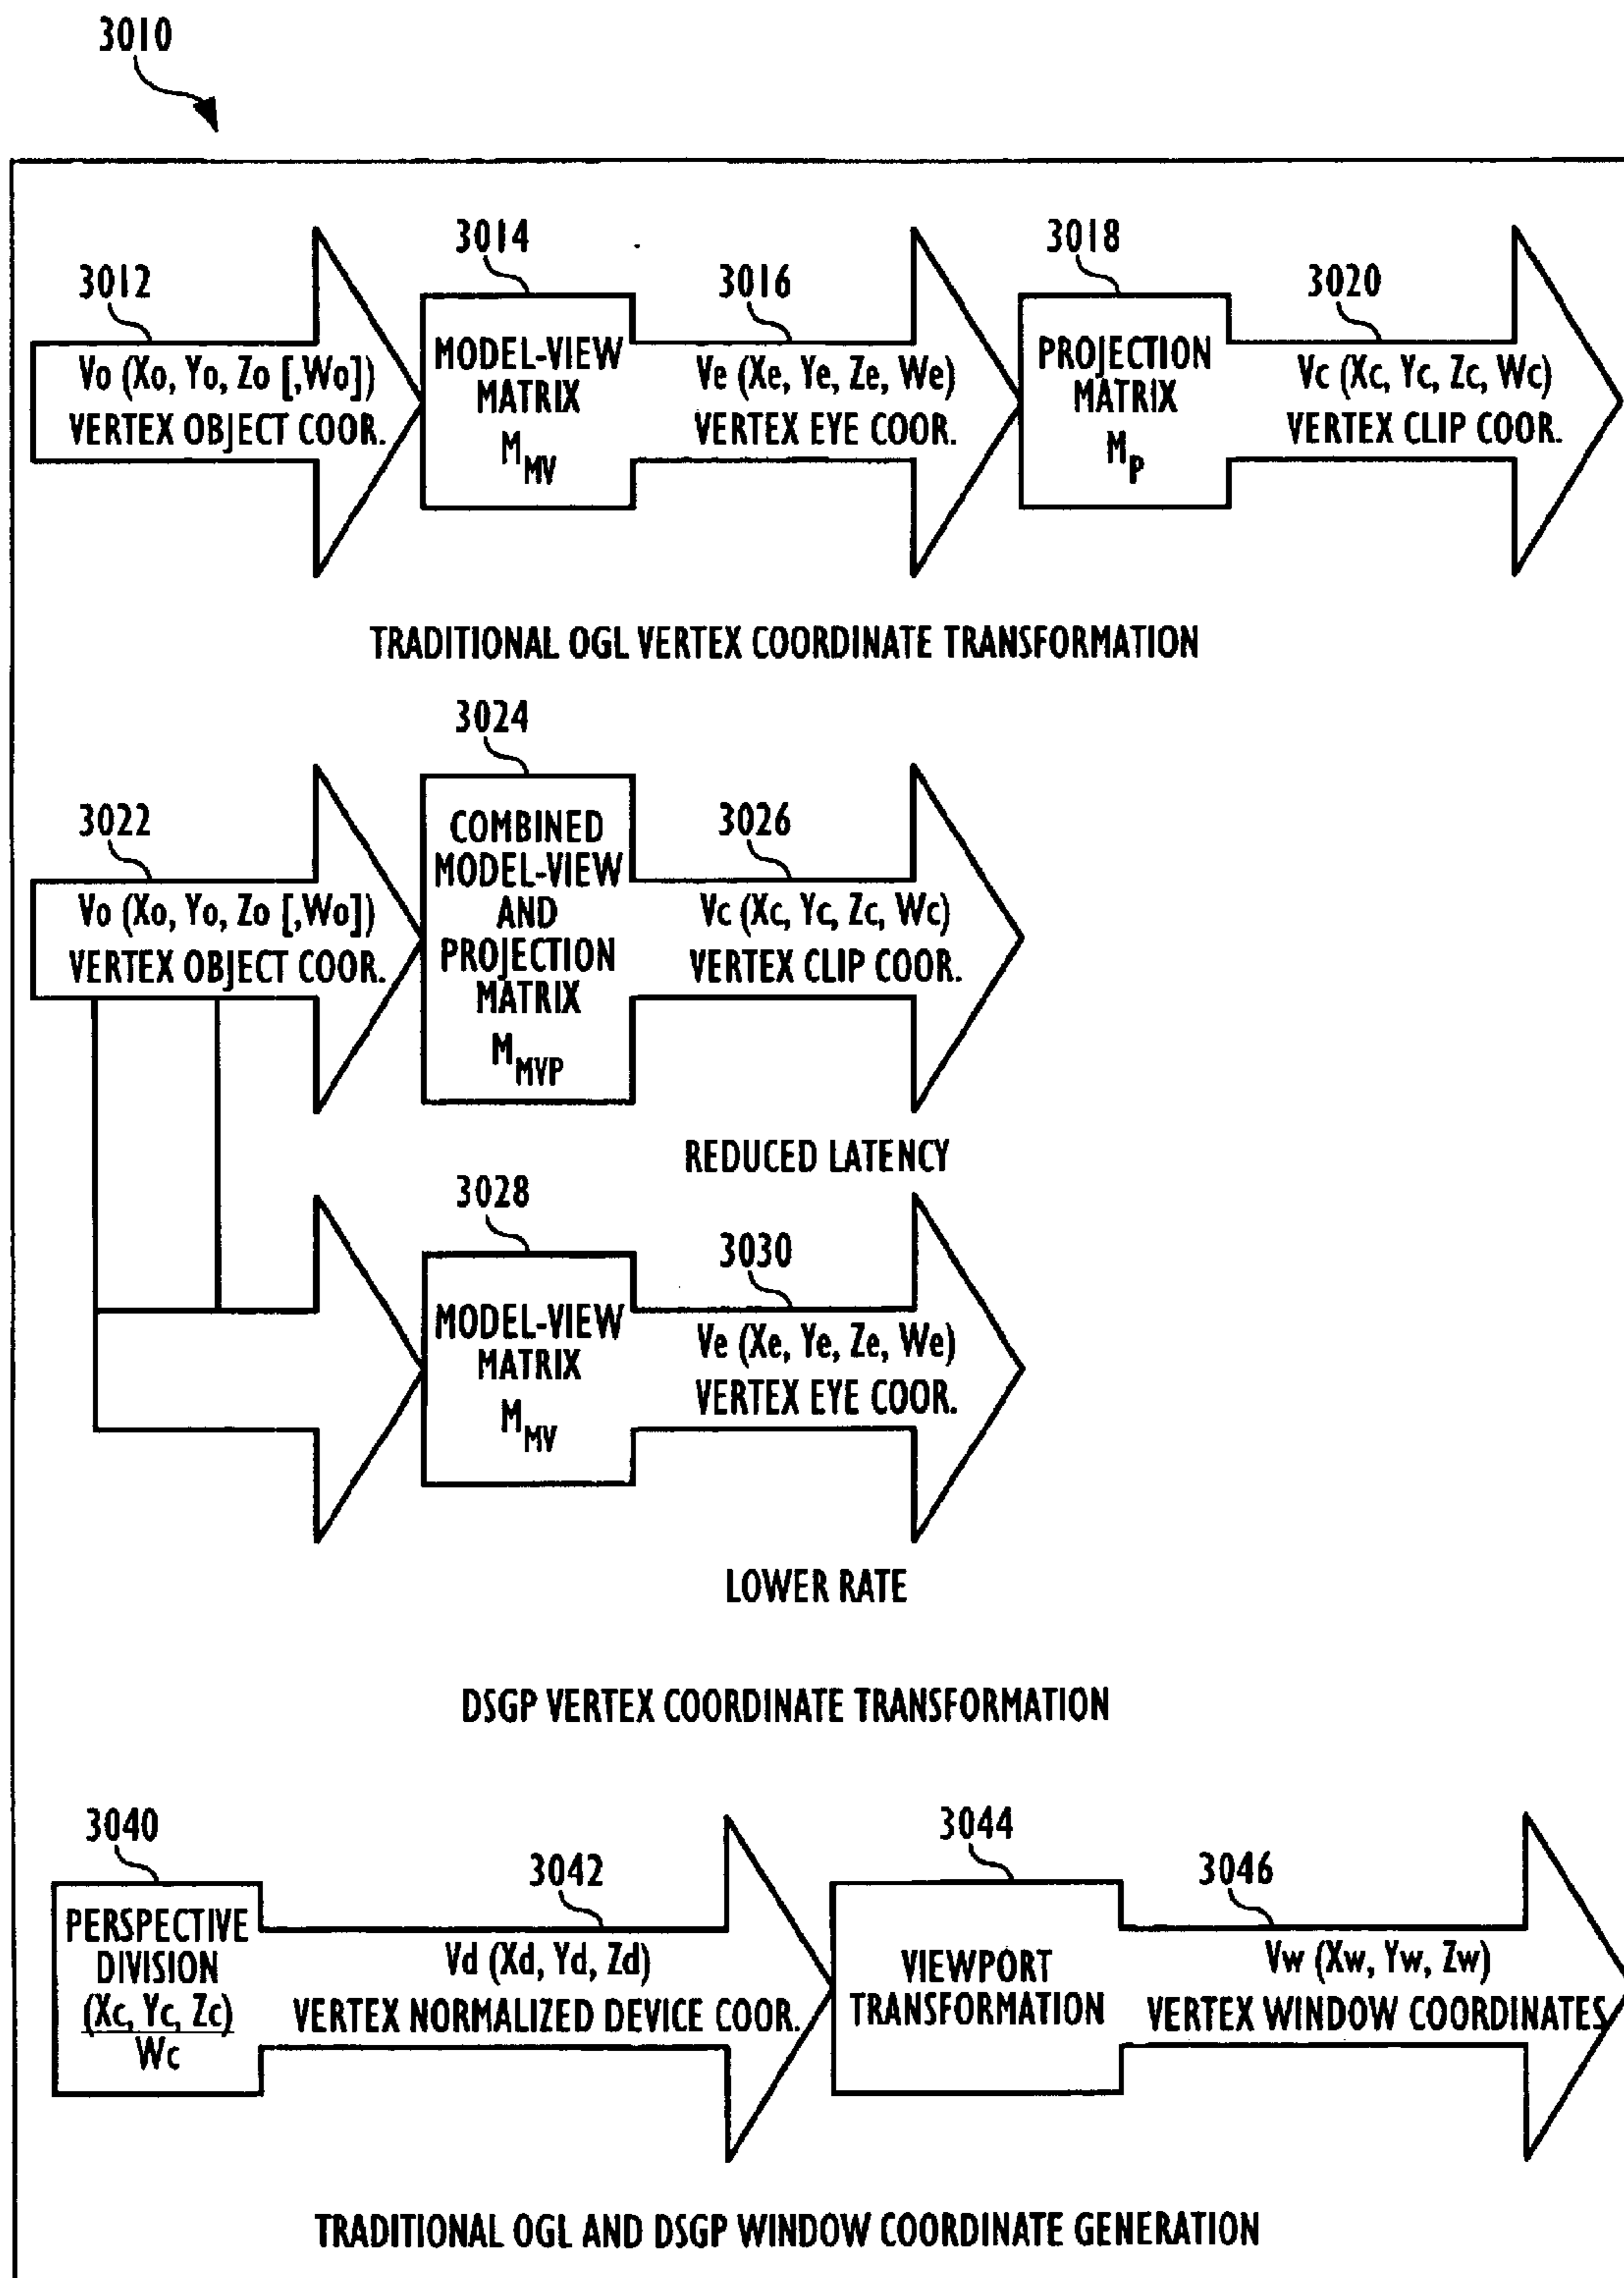 3010
3012
3014
3016
3018
3020
Vo (Xo, Yo, Zo [,Wo])
VERTEX OBJECT COOR.
MODEL-VIEW
MATRIX
MMV
Ve (Xe, Ye, Ze, We)
VERTEX EYE COOR.
PROJECTION
MATRIX
MP
Vc (Xc, Yc, Zc, Wc)
VERTEX CLIP COOR.
TRADITIONAL OGL VERTEX COORDINATE TRANSFORMATION
3022
3024
3026
Vo (Xo, Yo, Zo [,Wo])
VERTEX OBJECT COOR.
COMBINED
MODEL-VIEW
AND
PROJECTION
MATRIX
MMVP
Vc (Xc, Yc, Zc, Wc)
VERTEX CLIP COOR.
REDUCED LATENCY
3028
3030
MODEL-VIEW
MATRIX
MMV
Ve (Xe, Ye, Ze, We)
VERTEX EYE COOR.
LOWER RATE
DSGP VERTEX COORDINATE TRANSFORMATION
3040
3042
3044
3046
PERSPECTIVE
DIVISION
(Xc, Yc, Zc)
Wc
Vd (Xd, Yd, Zd)
VERTEX NORMALIZED DEVICE COOR.
VIEWPORT
TRANSFORMATION
Vw (Xw, Yw, Zw)
VERTEX WINDOW COORDINATES
TRADITIONAL OGL AND DSGP WINDOW COORDINATE GENERATION